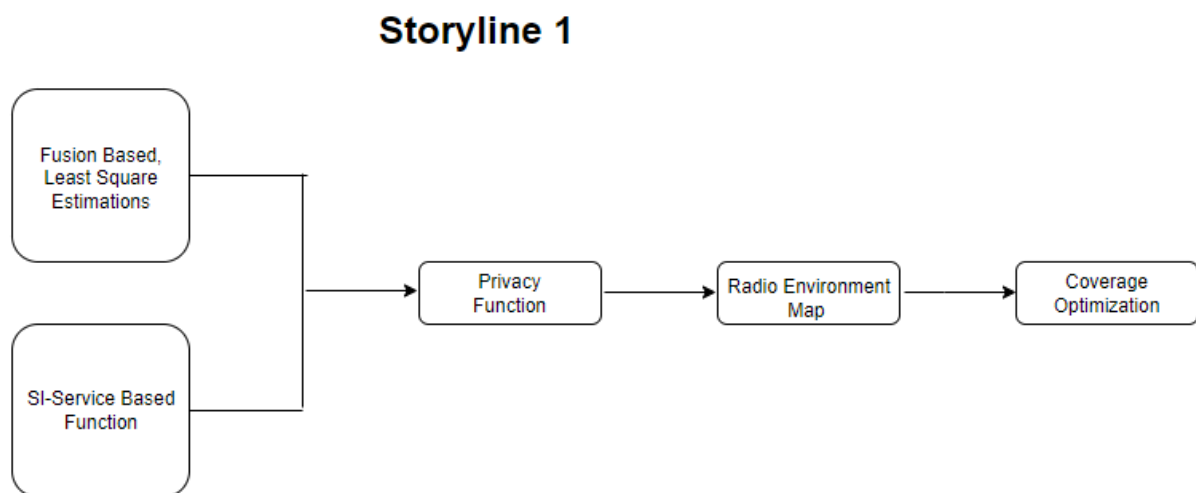 Storyline 1
Fusion Based,
Least Square
Estimations
SI-Service Based
Function
Privacy
Function
Radio Environment
Map
Coverage
Optimization